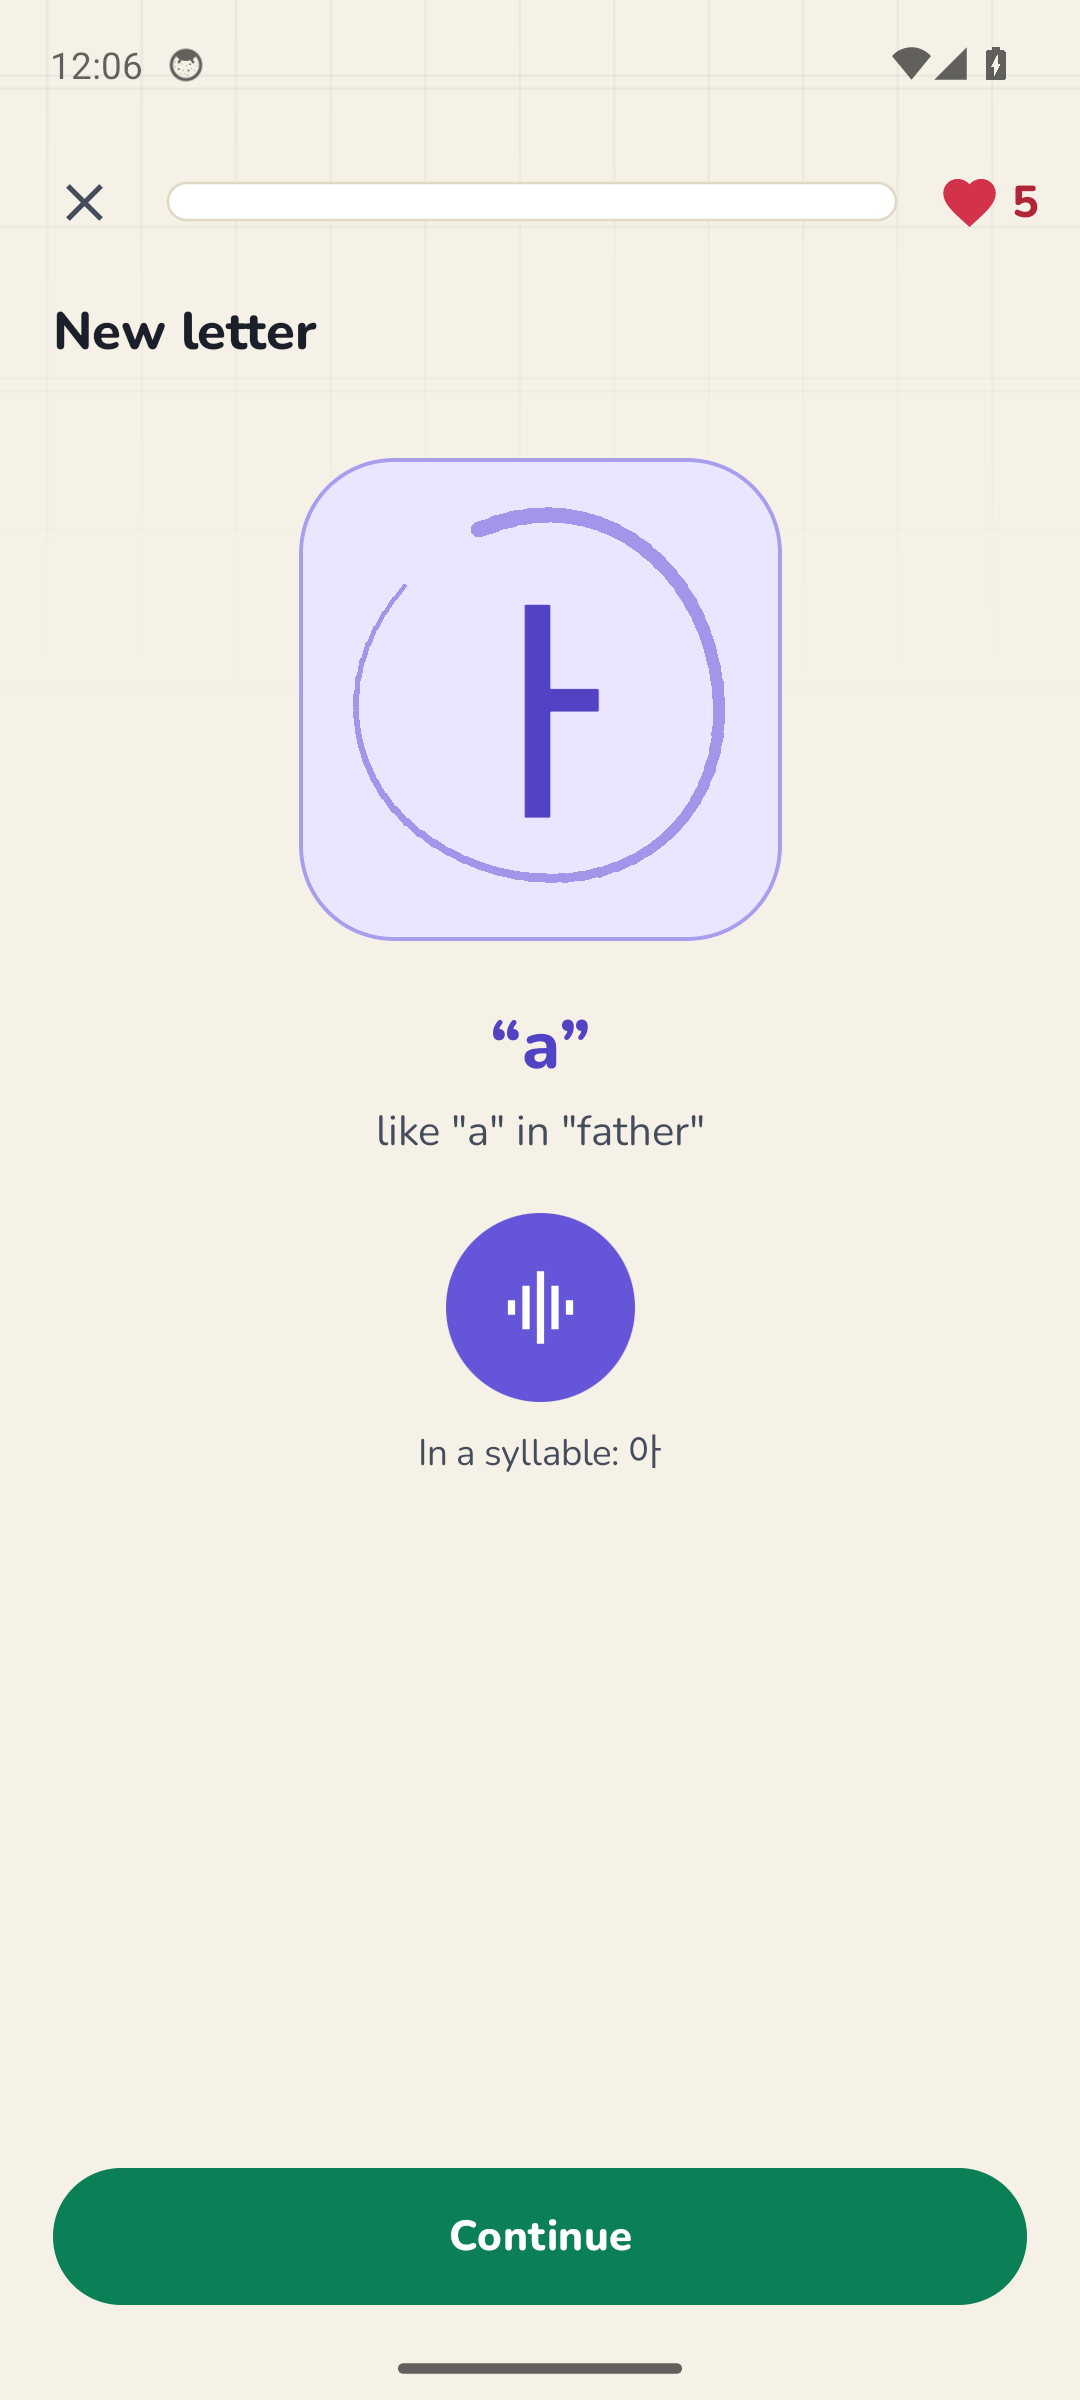 12:06
5
New letter
ㅏ
“a”
like "a" in "father"
In a syllable: 아
Continue